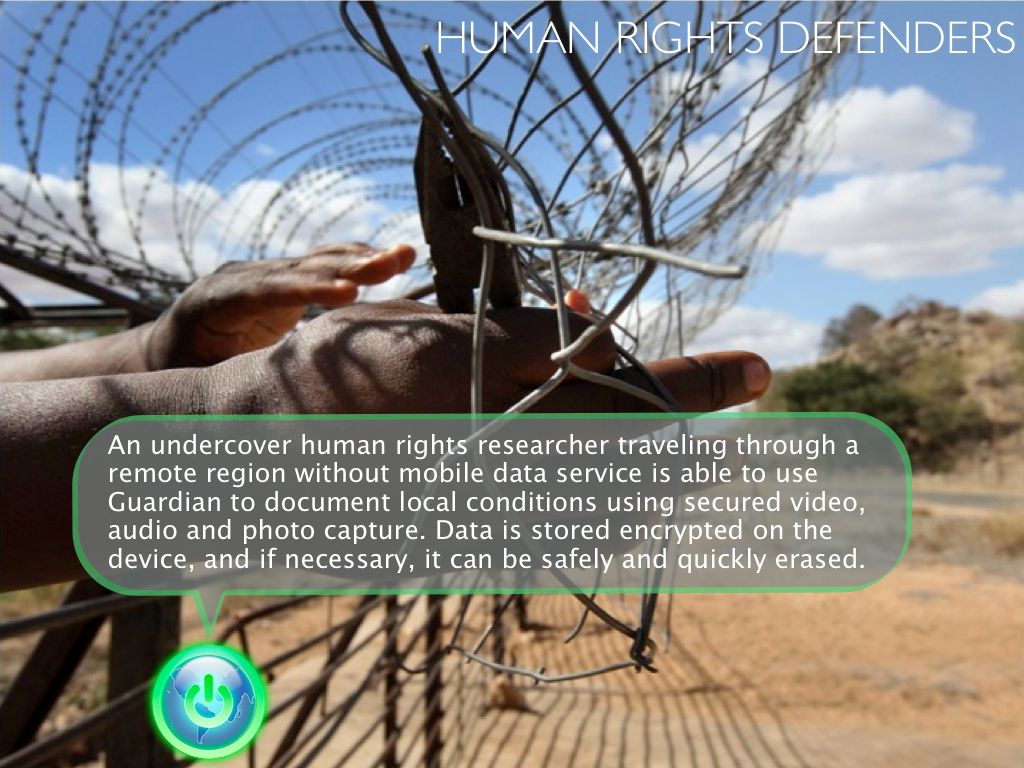 HUMAN RIGHTS DEFENDERS
An undercover human rights researcher traveling through a
remote region without mobile data service is able to use
Guardian to document local conditions using secured video,
audio and photo capture. Data is stored encrypted on the
device, and if necessary, it can be safely and quickly erased.